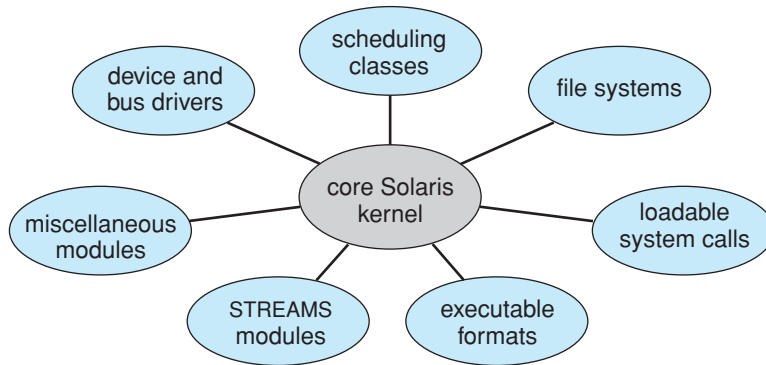 scheduling
classes
device and
bus drivers
file systems
core Solaris
kernel
miscellaneous
modules
loadable
system calls
STREAMS
modules
executable
formats